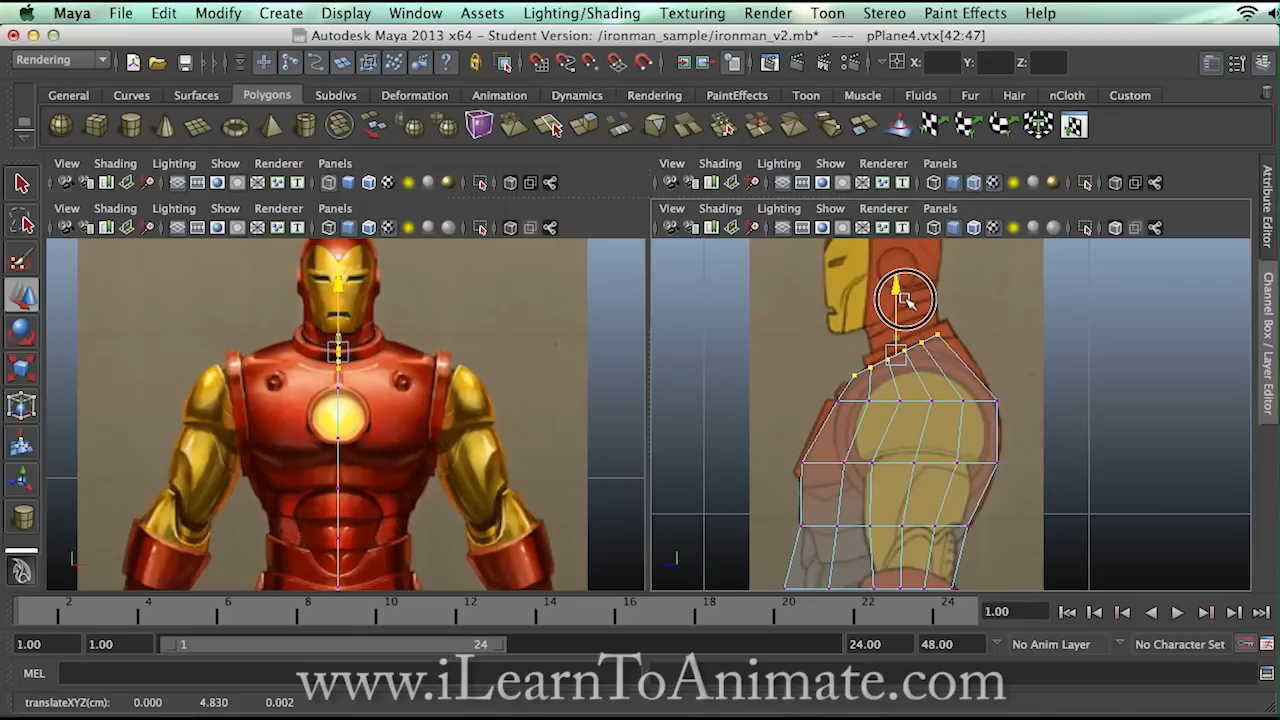 Maya File Edit Modify Create Display Window Assets Lighting/Shading Texturing Render Toon Stereo Paint Effects Help
Autodesk Maya 2013 x64 - Student Version: /ironman_sample/ironman_v2.mb* --- pPlane4.vtx[42:47]
Rendering X: Y: Z:
General Curves Surfaces Polygons Subdivs Deformation Animation Dynamics Rendering PaintEffects Toon Muscle Fluids Fur Hair nCloth Custom
View Shading Lighting Show Renderer Panels View Shading Lighting Show Renderer Panels
View Shading Lighting Show Renderer Panels View Shading Lighting Show Renderer Panels
Attribute Editor
Channel Box / Layer Editor
2 4 6 8 10 12 14 16 18 20 22 24 1.00
1.00 1.00 1 24 24.00 48.00 No Anim Layer No Character Set
MEL
www.iLearnToAnimate.com
translateXYZ(cm): 0.000 4.830 0.002